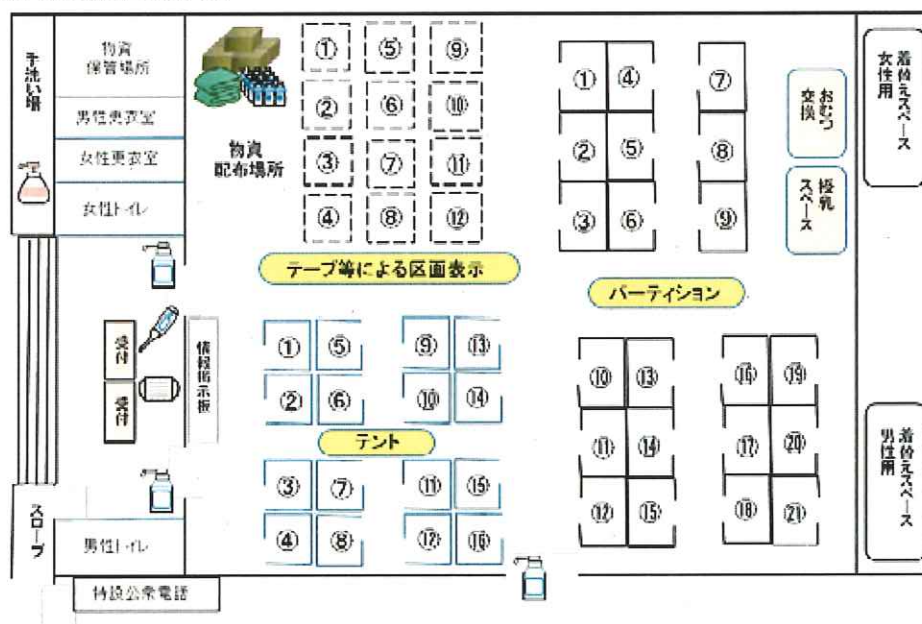 手洗い場
物資
保管場所
男性更衣室
女性更衣室
女性トイレ
物資
配布場所
① ⑤ ⑨
② ⑥ ⑩
③ ⑦ ⑪
④ ⑧ ⑫
テープ等による区画表示
① ④ ⑦
② ⑤ ⑧
③ ⑥ ⑨
パーティション
おむつ
交換
授乳
スペース
着替えスペース
女性用
受付
受付
情報掲示板
① ⑤ ⑨ ⑬
② ⑥ ⑩ ⑭
テント
③ ⑦ ⑪ ⑮
④ ⑧ ⑫ ⑯
⑩ ⑬ ⑯ ⑲
⑪ ⑭ ⑰ ⑳
⑫ ⑮ ⑱ ㉑
着替えスペース
男性用
スロープ
男性トイレ
特設公衆電話